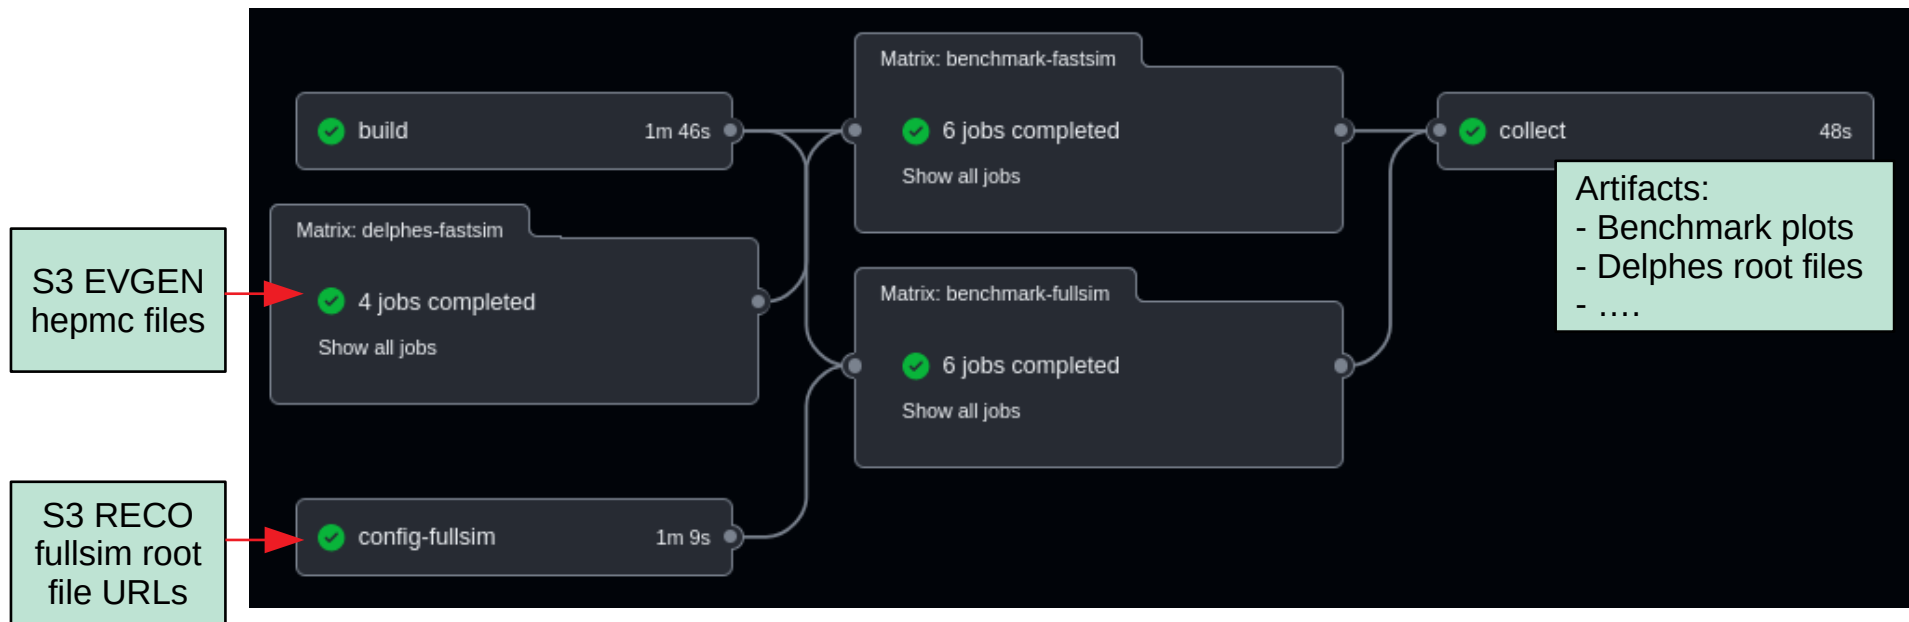 S3 EVGEN
hepmc files
S3 RECO
fullsim root
file URLs
build
1m 46s
Matrix: delphes-fastsim
4 jobs completed
Show all jobs
config-fullsim
1m 9s
Matrix: benchmark-fastsim
6 jobs completed
Show all jobs
Matrix: benchmark-fullsim
6 jobs completed
Show all jobs
collect
48s
Artifacts:
- Benchmark plots
- Delphes root files
- ....